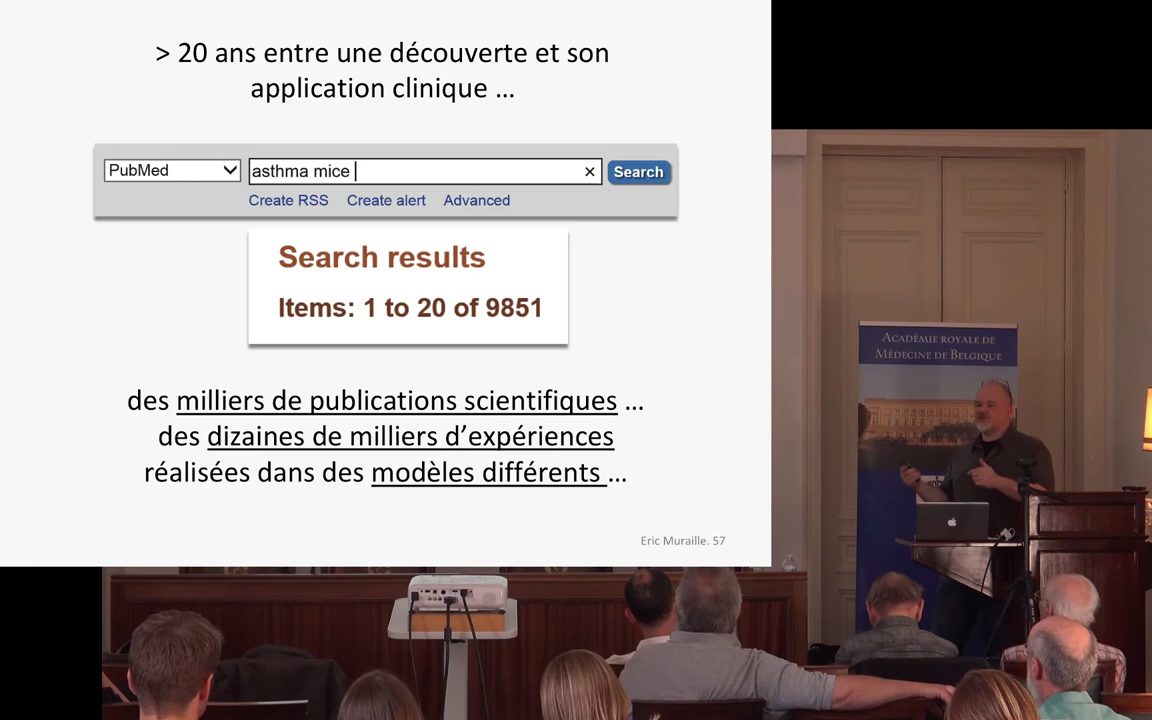 > 20 ans entre une découverte et son
application clinique ...
PubMed
asthma mice
×
Search
Create RSS
Create alert
Advanced
Search results
Items: 1 to 20 of 9851
des milliers de publications scientifiques ...
des dizaines de milliers d’expériences
réalisées dans des modèles différents ...
Eric Muraille. 57
Académie royale de
Médecine de Belgique